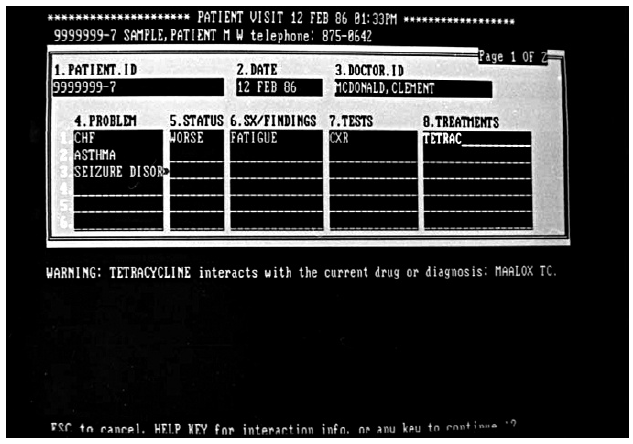 ******************** PATIENT VISIT 12 FEB 86 01:33PM ******************
9999999-7 SAMPLE,PATIENT M W telephone: 875-0642
Page 1 OF 2
1.PATIENT.ID 2.DATE 3.DOCTOR.ID
9999999-7 12 FEB 86 MCDONALD,CLEMENT
4.PROBLEM 5.STATUS 6.SX/FINDINGS 7.TESTS 8.TREATMENTS
1 CHF WORSE FATIGUE CXR TETRAC
2 ASTHMA
3 SEIZURE DISOR>
4
5
6
WARNING: TETRACYCLINE interacts with the current drug or diagnosis: MAALOX TC.
ESC to cancel, HELP KEY for interaction info, or any key to continue